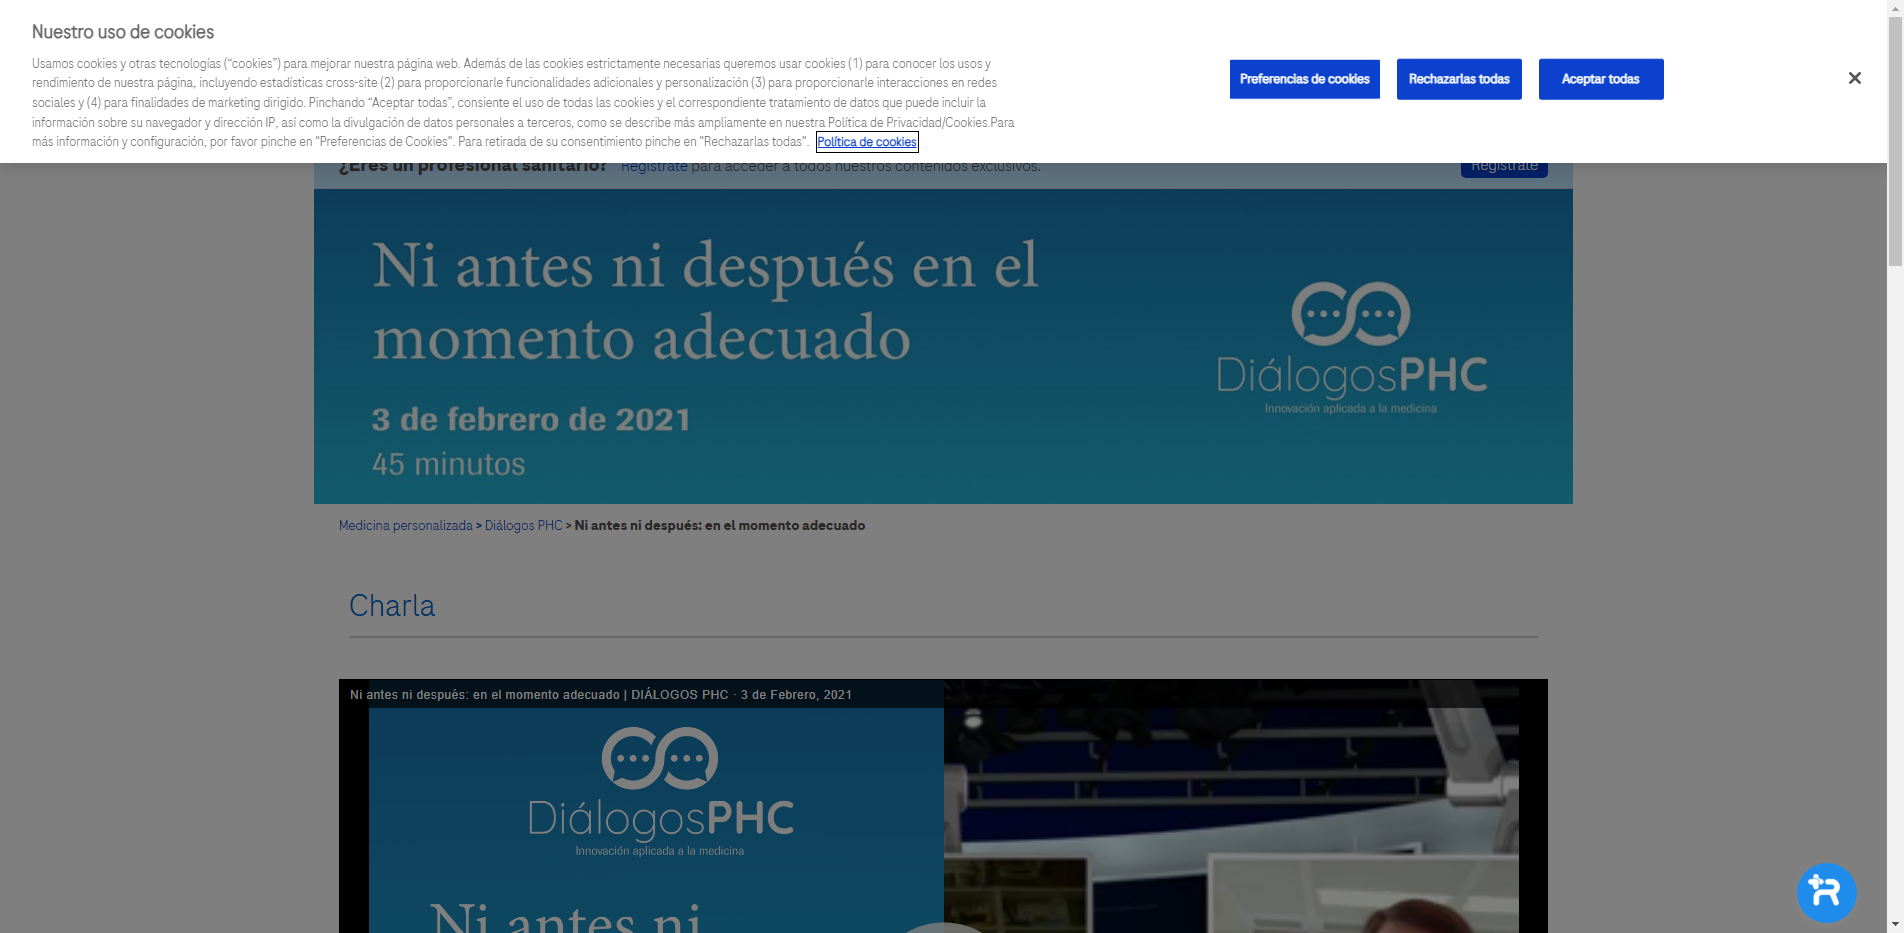 Nuestro uso de cookies
Usamos cookies y otras tecnologías (“cookies”) para mejorar nuestra página web. Además de las cookies estrictamente necesarias queremos usar cookies (1) para conocer los usos y
rendimiento de nuestra página, incluyendo estadísticas cross-site (2) para proporcionarle funcionalidades adicionales y personalización (3) para proporcionarle interacciones en redes
sociales y (4) para finalidades de marketing dirigido. Pinchando “Aceptar todas”, consiente el uso de todas las cookies y el correspondiente tratamiento de datos que puede incluir la
información sobre su navegador y dirección IP, así como la divulgación de datos personales a terceros, como se describe más ampliamente en nuestra Política de Privacidad/Cookies.Para
más información y configuración, por favor pinche en "Preferencias de Cookies". Para retirada de su consentimiento pinche en "Rechazarlas todas". Política de cookies
Preferencias de cookies
Rechazarlas todas
Aceptar todas
¿Eres un profesional sanitario? Regístrate para acceder a todos nuestros contenidos exclusivos.
Regístrate
Ni antes ni después en el
momento adecuado
3 de febrero de 2021
45 minutos
DiálogosPHC
Innovación aplicada a la medicina
Medicina personalizada > Diálogos PHC > Ni antes ni después: en el momento adecuado
Charla
Ni antes ni después: en el momento adecuado | DIÁLOGOS PHC · 3 de Febrero, 2021
DiálogosPHC
Innovación aplicada a la medicina
Ni antes ni